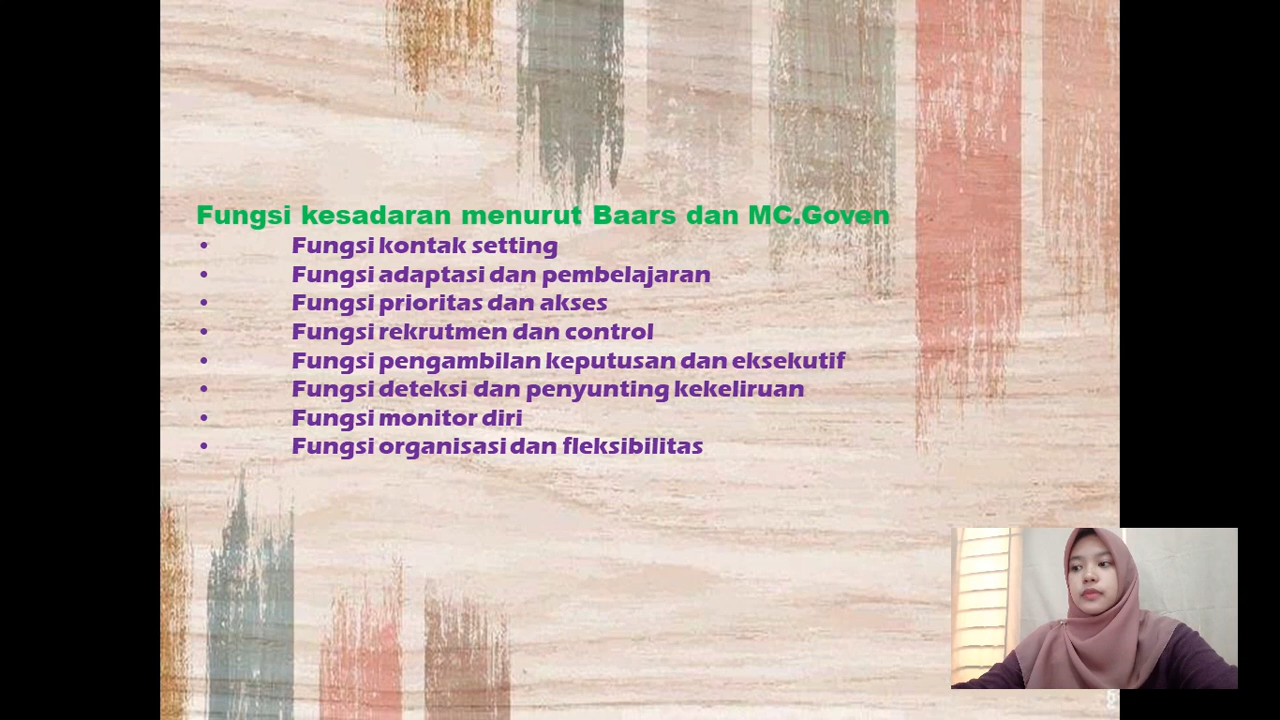 Fungsi kesadaran menurut Baars dan MC.Goven
• Fungsi kontak setting
• Fungsi adaptasi dan pembelajaran
• Fungsi prioritas dan akses
• Fungsi rekrutmen dan control
• Fungsi pengambilan keputusan dan eksekutif
• Fungsi deteksi dan penyunting kekeliruan
• Fungsi monitor diri
• Fungsi organisasi dan fleksibilitas